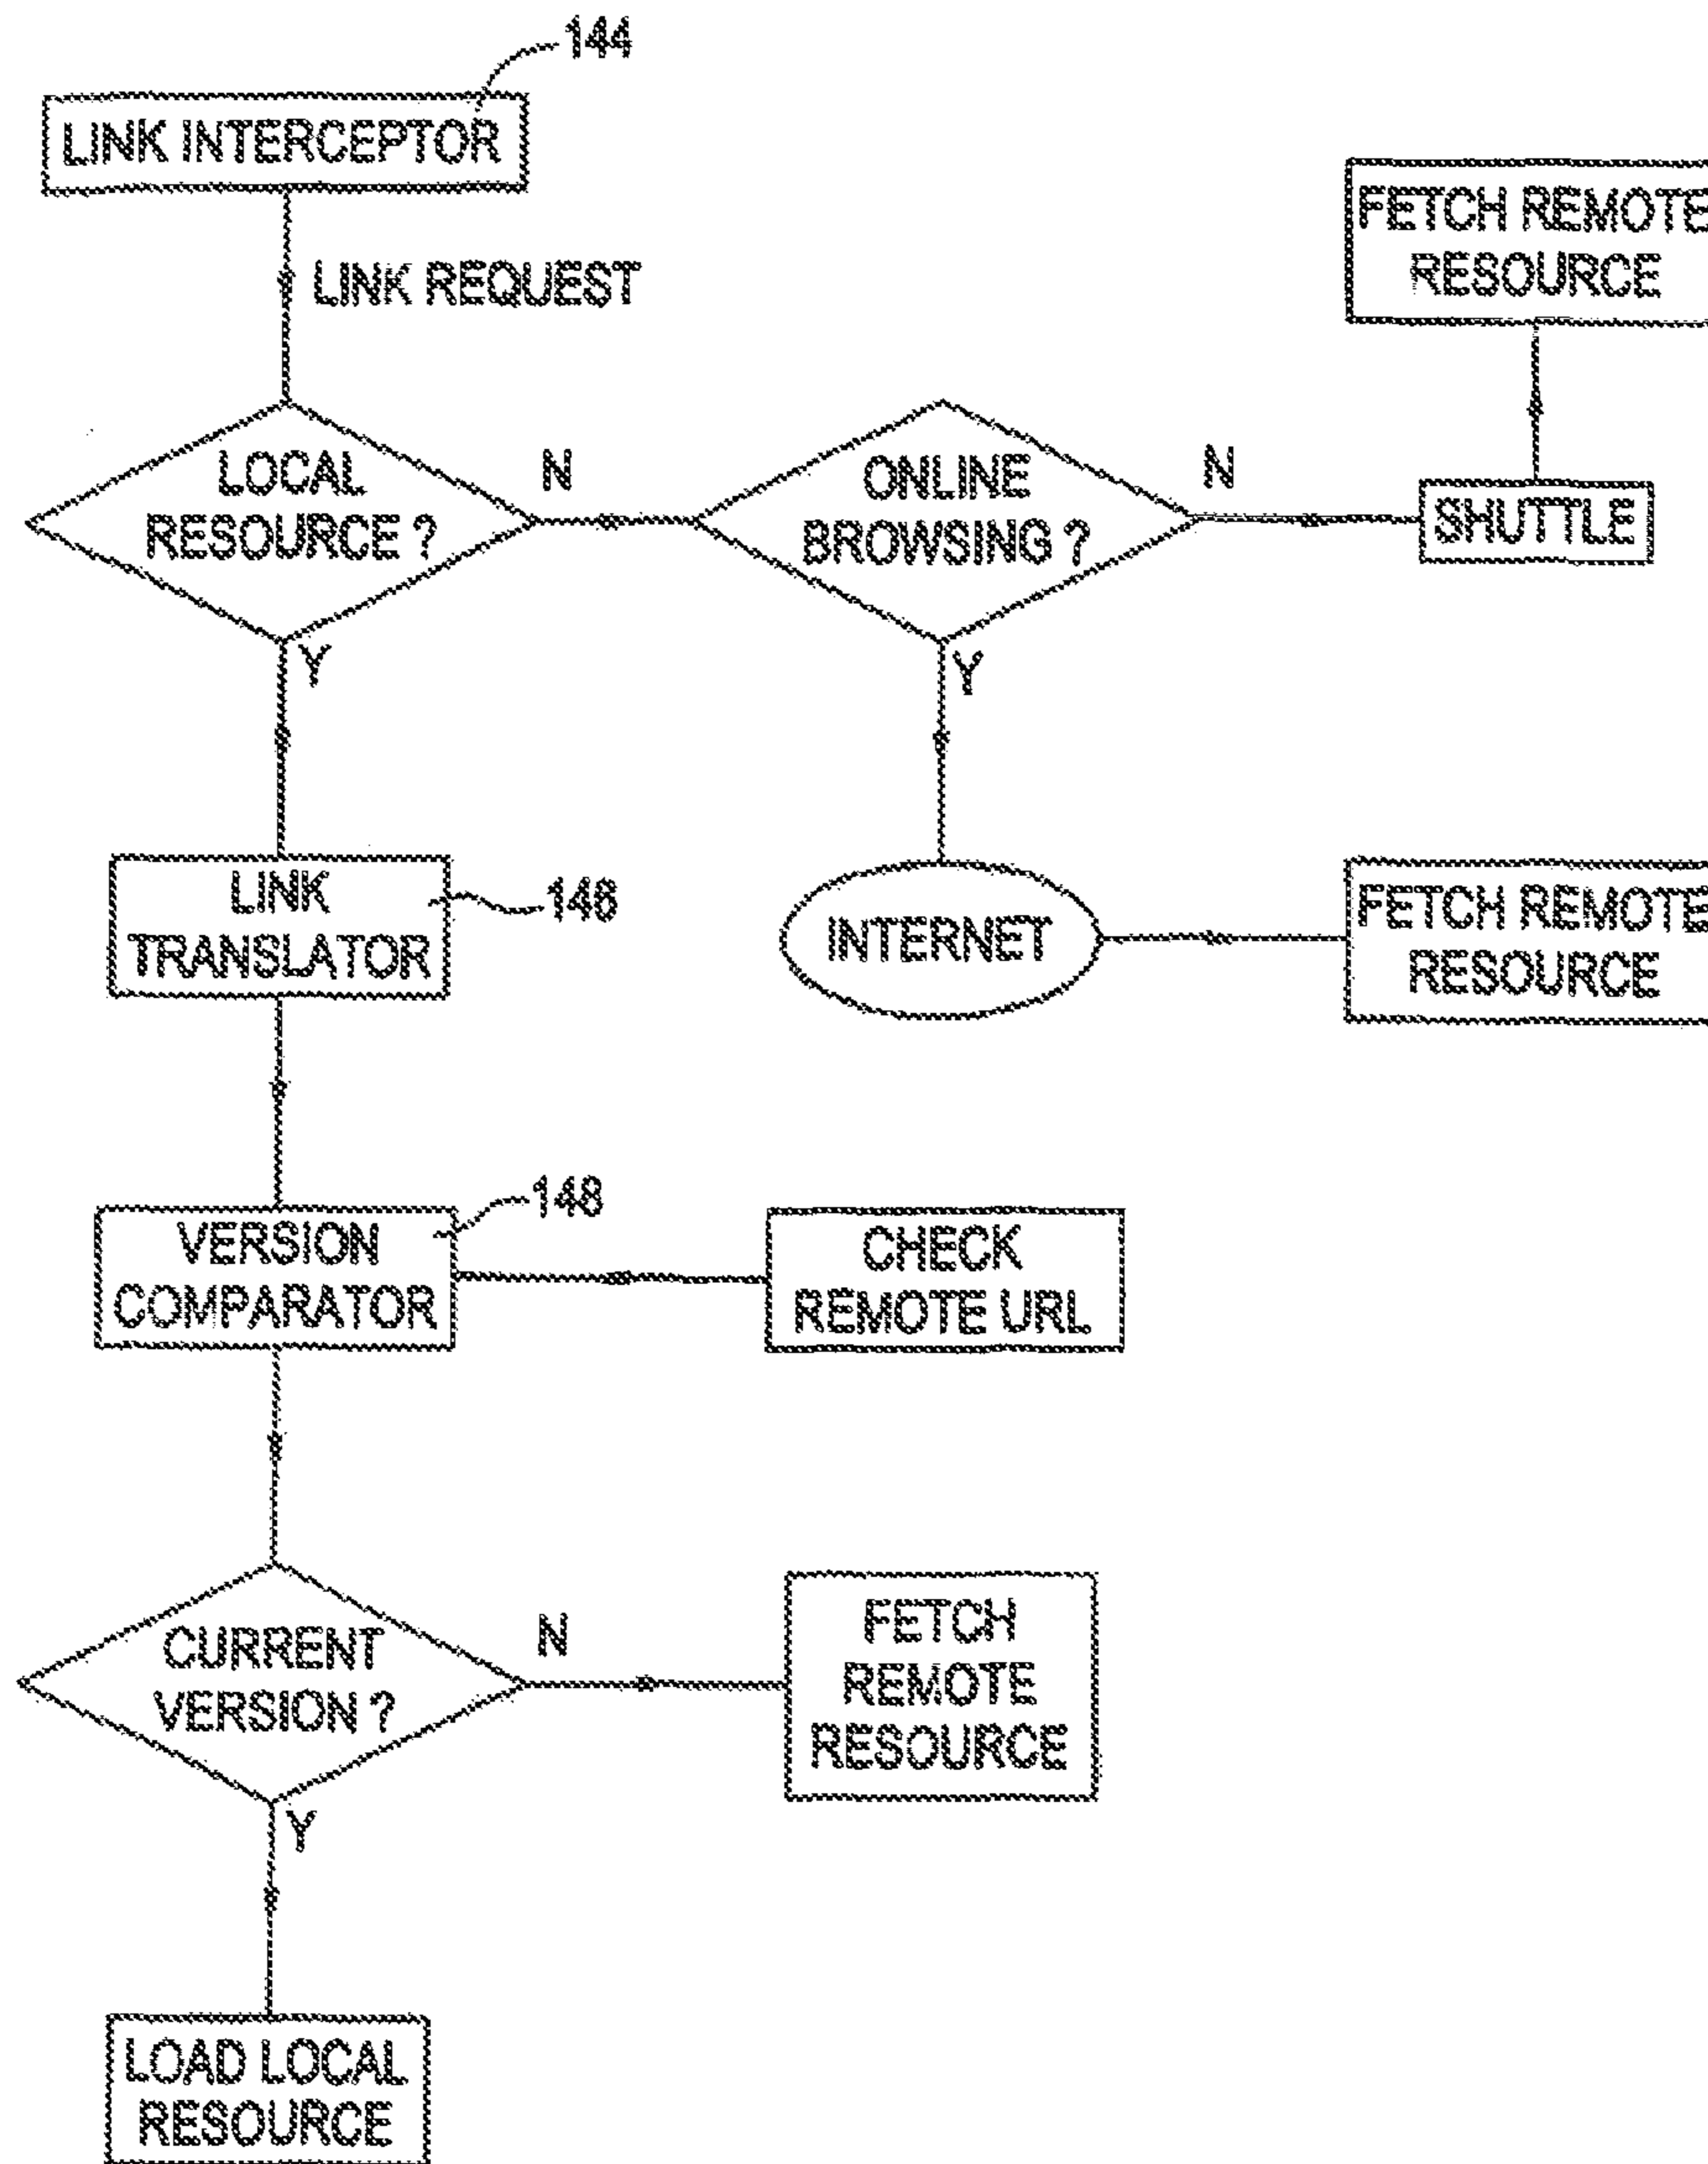 144
LINK INTERCEPTOR
LINK REQUEST
FETCH REMOTE
RESOURCE
LOCAL
RESOURCE ?
N
ONLINE
BROWSING ?
N
SHUTTLE
Y
Y
LINK
TRANSLATOR
146
INTERNET
FETCH REMOTE
RESOURCE
VERSION
COMPARATOR
148
CHECK
REMOTE URL
CURRENT
VERSION ?
N
FETCH
REMOTE
RESOURCE
Y
LOAD LOCAL
RESOURCE